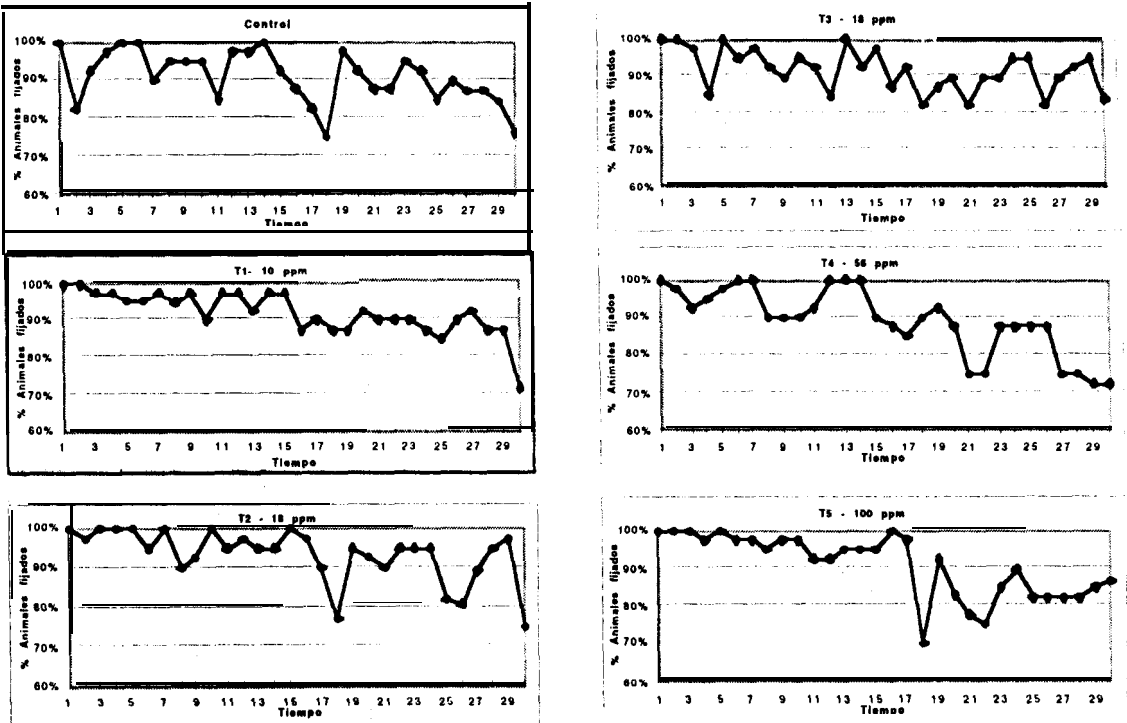 Control
% Animales fijados
100%
90%
80%
70%
60%
1 3 5 7 9 11 13 15 17 19 21 23 25 27 29
Tiempo
T1- 10 ppm
% Animales fijados
100%
90%
80%
70%
60%
1 3 5 7 9 11 13 15 17 19 21 23 25 27 29
Tiempo
T2 - 18 ppm
% Animales fijados
100%
90%
80%
70%
60%
1 3 5 7 9 11 13 15 17 19 21 23 25 27 29
Tiempo
T3 - 18 ppm
% Animales fijados
100%
90%
80%
70%
60%
1 3 5 7 9 11 13 15 17 19 21 23 25 27 29
Tiempo
T4 - 56 ppm
% Animales fijados
100%
90%
80%
70%
60%
1 3 5 7 9 11 13 15 17 19 21 23 25 27 29
Tiempo
T5 - 100 ppm
% Animales fijados
100%
90%
80%
70%
60%
1 3 5 7 9 11 13 15 17 19 21 23 25 27 29
Tiempo